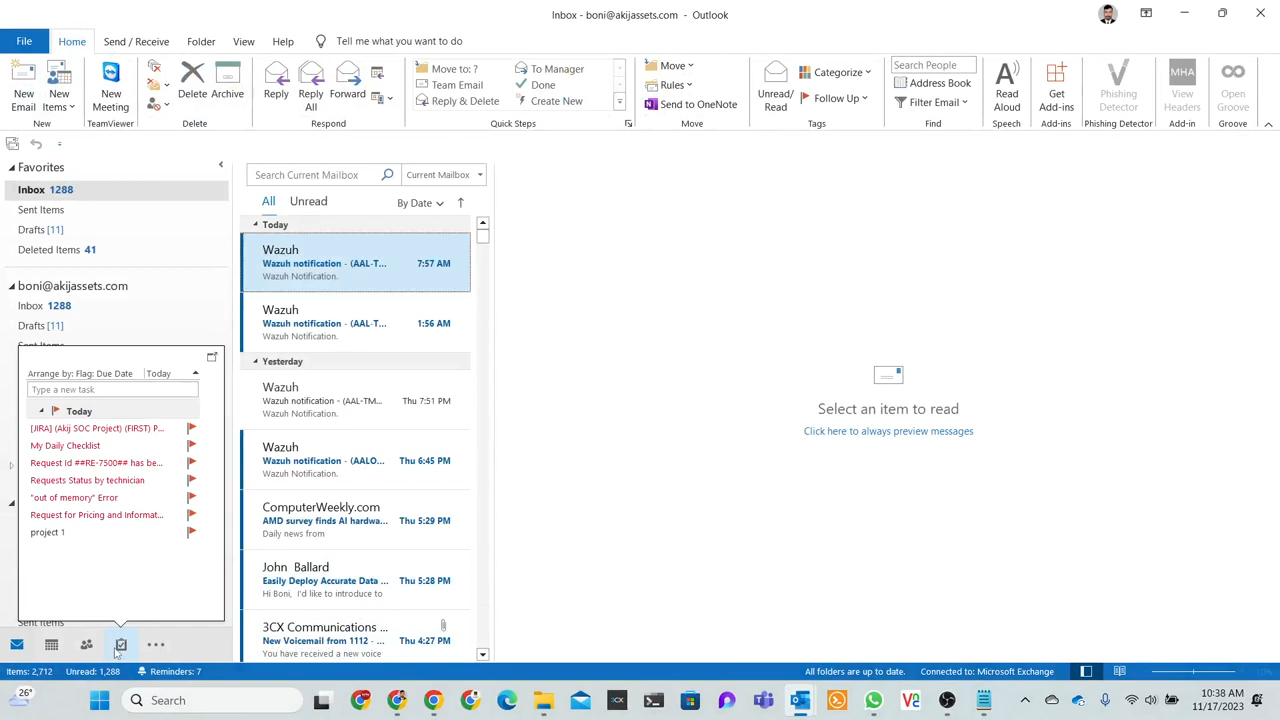 Inbox - boni@akijassets.com - Outlook
File Home Send / Receive Folder View Help Tell me what you want to do
New Email
New Items
New
New Meeting
TeamViewer
Delete
Archive
Delete
Reply
Reply All
Forward
Respond
Move to: ?
Team Email
Reply & Delete
To Manager
Done
Create New
Quick Steps
Move
Rules
Send to OneNote
Move
Unread/ Read
Categorize
Follow Up
Tags
Search People
Address Book
Filter Email
Find
Read Aloud
Speech
Get Add-ins
Add-ins
Phishing Detector
Phishing Detector
MHA
View Headers
Add-in
Open Groove
Groove
Favorites
Inbox 1288
Sent Items
Drafts [11]
Deleted Items 41
boni@akijassets.com
Inbox 1288
Drafts [11]
Arrange by: Flag: Due Date Today
Type a new task
Today
[JIRA] (Akij SOC Project) (FIRST) P...
My Daily Checklist
Request Id ##RE-7500## has be...
Requests Status by technician
"out of memory" Error
Request for Pricing and Informat...
project 1
Sent Items
Search Current Mailbox Current Mailbox
All Unread By Date
Today
Wazuh
Wazuh notification - (AAL-T... 7:57 AM
Wazuh Notification.
Wazuh
Wazuh notification - (AAL-T... 1:56 AM
Wazuh Notification.
Yesterday
Wazuh
Wazuh notification - (AAL-TM... Thu 7:51 PM
Wazuh Notification.
Wazuh
Wazuh notification - (AALO... Thu 6:45 PM
Wazuh Notification.
ComputerWeekly.com
AMD survey finds AI hardwa... Thu 5:29 PM
Daily news from
John Ballard
Easily Deploy Accurate Data ... Thu 5:28 PM
Hi Boni, I'd like to introduce to
3CX Communications ...
New Voicemail from 1112 - ... Thu 4:27 PM
You have received a new voice
Select an item to read
Click here to always preview messages
Items: 2,712 Unread: 1,288 Reminders: 7 All folders are up to date. Connected to: Microsoft Exchange
26° Search 10:38 AM
11/17/2023